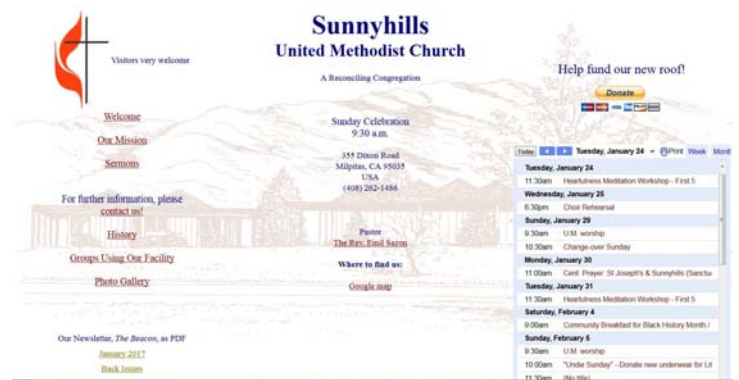 Visitors very welcome
Welcome
Our Mission
Sermons
For further information, please
contact us!
History
Groups Using Our Facility
Photo Gallery
Our Newsletter, The Beacon, as PDF
January 2017
Back Issues
Sunnyhills
United Methodist Church
A Reconciling Congregation
Sunday Celebration
9:30 a.m.
355 Dixon Road
Milpitas, CA 95035
USA
(408) 262-1486
Pastor
The Rev. Emil Sazon
Where to find us:
Google map
Help fund our new roof!
Donate
Today Tuesday, January 24 Print Week Month
Tuesday, January 24
11:30am Heartfulness Meditation Workshop - First 5
Wednesday, January 25
6:30pm Choir Rehearsal
Sunday, January 29
9:30am U.M. worship
10:30am Change-over Sunday
Monday, January 30
11:00am Cent. Prayer: St Joseph's & Sunnyhills (Sanctu
Tuesday, January 31
11:30am Heartfulness Meditation Workshop - First 5
Saturday, February 4
9:00am Community Breakfast for Black History Month /
Sunday, February 5
9:30am U.M. worship
10:00am "Undie Sunday" --Donate new underwear for Lit
11:30am (No title)